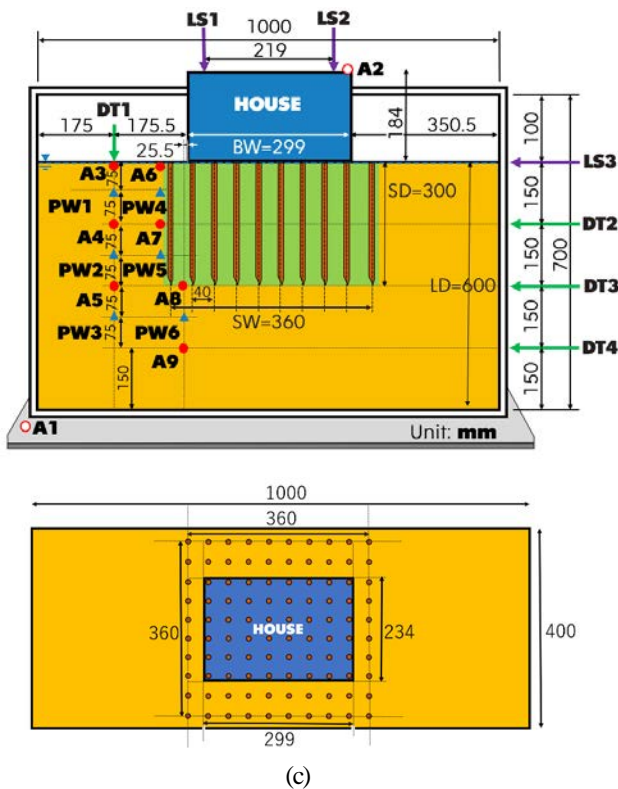 LS1 LS2
1000
219
A2
DT1
HOUSE
175 175.5 184 350.5 100
25.5 BW=299
A3 75 A6 LS3
SD=300 150
PW1 75 PW4
A4 A7 DT2
75 150 700
PW2 75 PW5
A5 A8 LD=600 DT3
75 40
SW=360 150
PW3 75 PW6
A9 DT4
150 150
A1 Unit: mm
1000
360
360 HOUSE 234 400
299
(c)